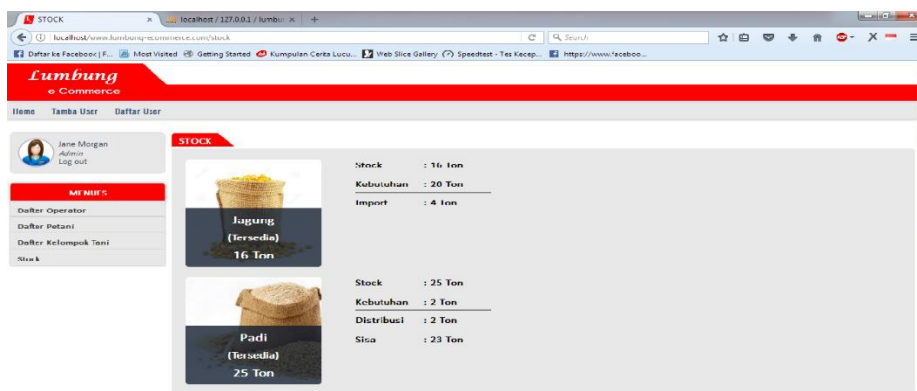 STOCK
localhost / 127.0.0.1 / lumbu
localhost/www.lumbung-ecommerce.com/stock
Search
Daftar ke Facebook | F...
Most Visited
Getting Started
Kumpulan Cerita Lucu...
Web Slice Gallery
Speedtest - Tes Kecep...
https://www.faceboo...
Lumbung
e Commerce
Home
Tamba User
Daftar User
Jane Morgan
Admin
Log out
MENUES
Dafter Operator
Dafter Petani
Dafter Kelompok Tani
Stock
STOCK
Jagung
(Tersedia)
16 Ton
Stock : 16 Ton
Kebutuhan : 20 Ton
Import : 4 Ton
Padi
(Tersedia)
25 Ton
Stock : 25 Ton
Kebutuhan : 2 Ton
Distribusi : 2 Ton
Sisa : 23 Ton